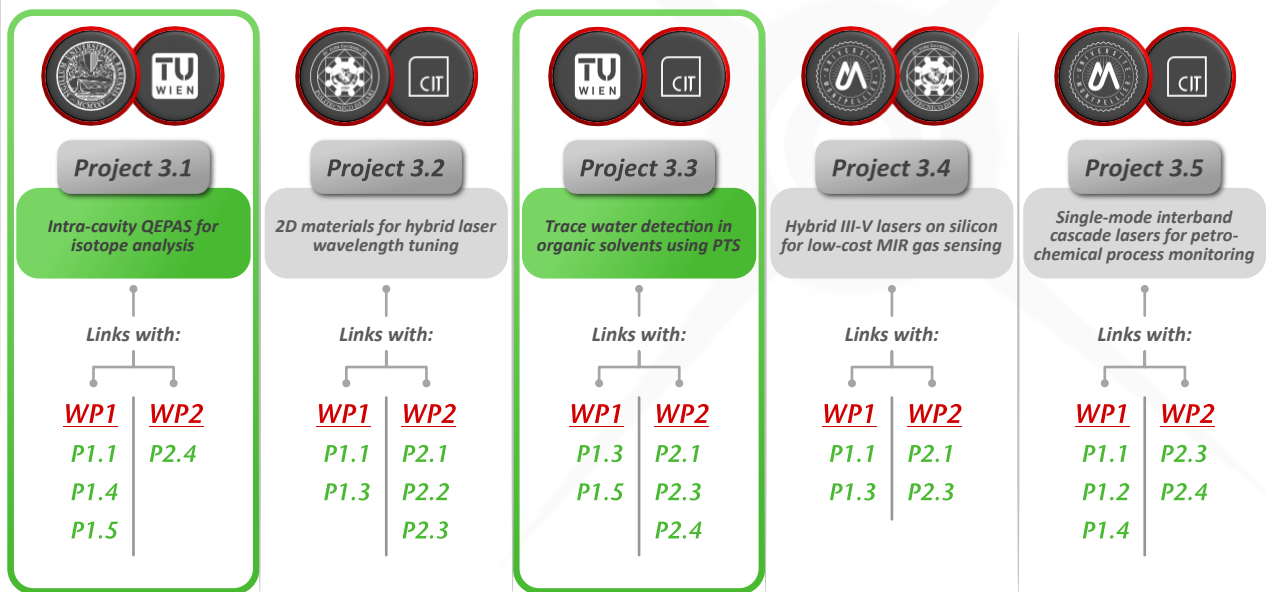 TU
WIEN
CIT
TU
WIEN
CIT
Project 3.1
Project 3.2
Project 3.3
Project 3.4
Project 3.5
Intra-cavity QEPAS for
isotope analysis
2D materials for hybrid laser
wavelength tuning
Trace water detection in
organic solvents using PTS
Hybrid III-V lasers on silicon
for low-cost MIR gas sensing
Single-mode interband
cascade lasers for petro-
chemical process monitoring
Links with:
Links with:
Links with:
Links with:
Links with:
WP1 WP2
P1.1 P2.4
P1.4
P1.5
WP1 WP2
P1.1 P2.1
P1.3 P2.2
P2.3
WP1 WP2
P1.3 P2.1
P1.5 P2.3
P2.4
WP1 WP2
P1.1 P2.1
P1.3 P2.3
WP1 WP2
P1.1 P2.3
P1.2 P2.4
P1.4